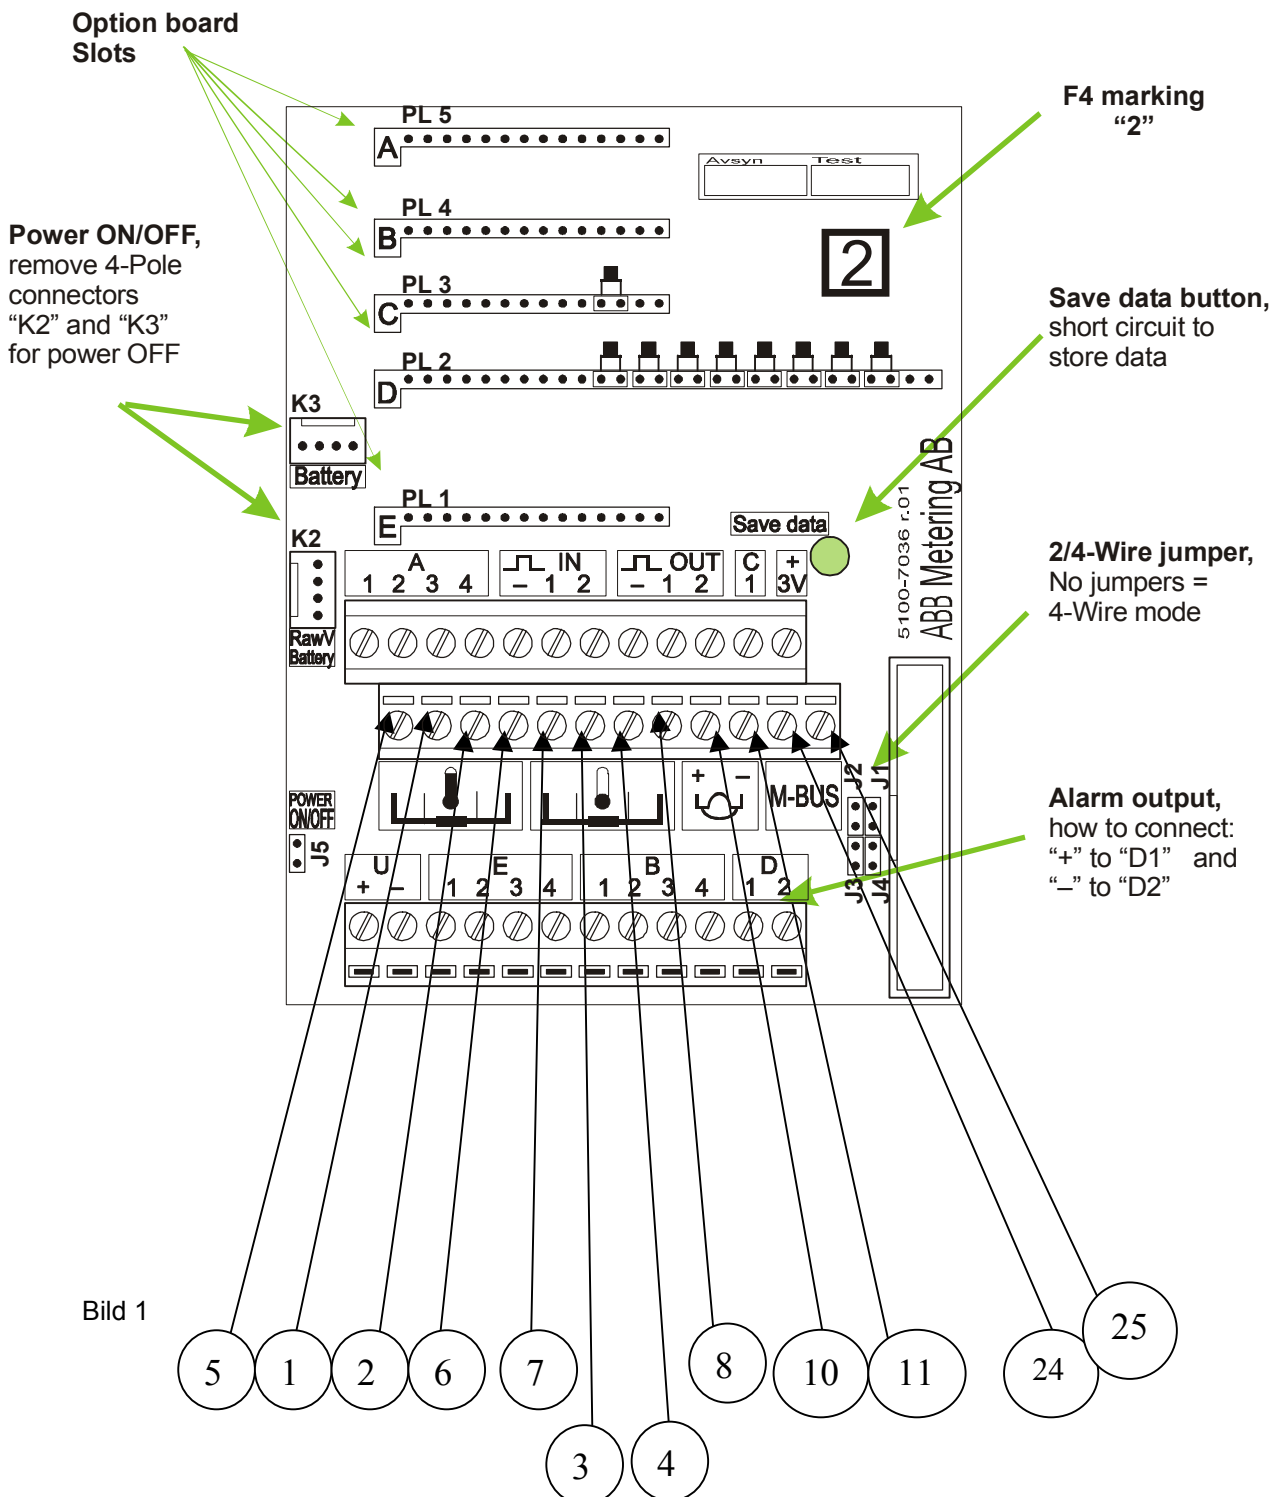 Option board
Slots
F4 marking
“2”
PL 5
A
Avsyn Test
PL 4
B
2
Power ON/OFF,
remove 4-Pole
connectors
“K2” and “K3”
for power OFF
PL 3
C
Save data button,
short circuit to
store data
PL 2
D
K3
Battery
PL 1
E
Save data
5100-7036 r.01
ABB Metering AB
K2
RawV
Battery
A IN OUT C +
1 2 3 4 – 1 2 – 1 2 1 3V
2/4-Wire jumper,
No jumpers =
4-Wire mode
+ – M-BUS
J2 J1
J3 J4
POWER
ON/OFF
J5
Alarm output,
how to connect:
“+” to “D1” and
“–” to “D2”
U E B D
+ – 1 2 3 4 1 2 3 4 1 2
Bild 1
5 1 2 6 7 8 10 11 24 25
3 4